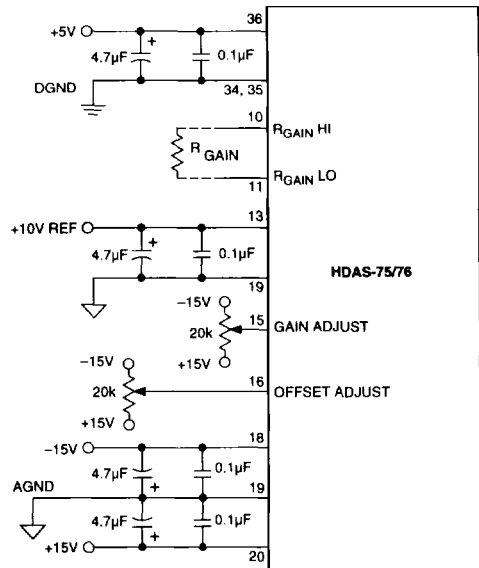 36
+5V
+
4.7µF
0.1µF
DGND
34, 35
10
RGAIN HI
R GAIN
RGAIN LO
11
+10V REF
13
+
4.7µF
0.1µF
19
HDAS-75/76
-15V
15
GAIN ADJUST
20k
+15V
-15V
16
OFFSET ADJUST
20k
+15V
18
-15V
4.7µF
0.1µF
+
AGND
19
4.7µF
0.1µF
+
+15V
20